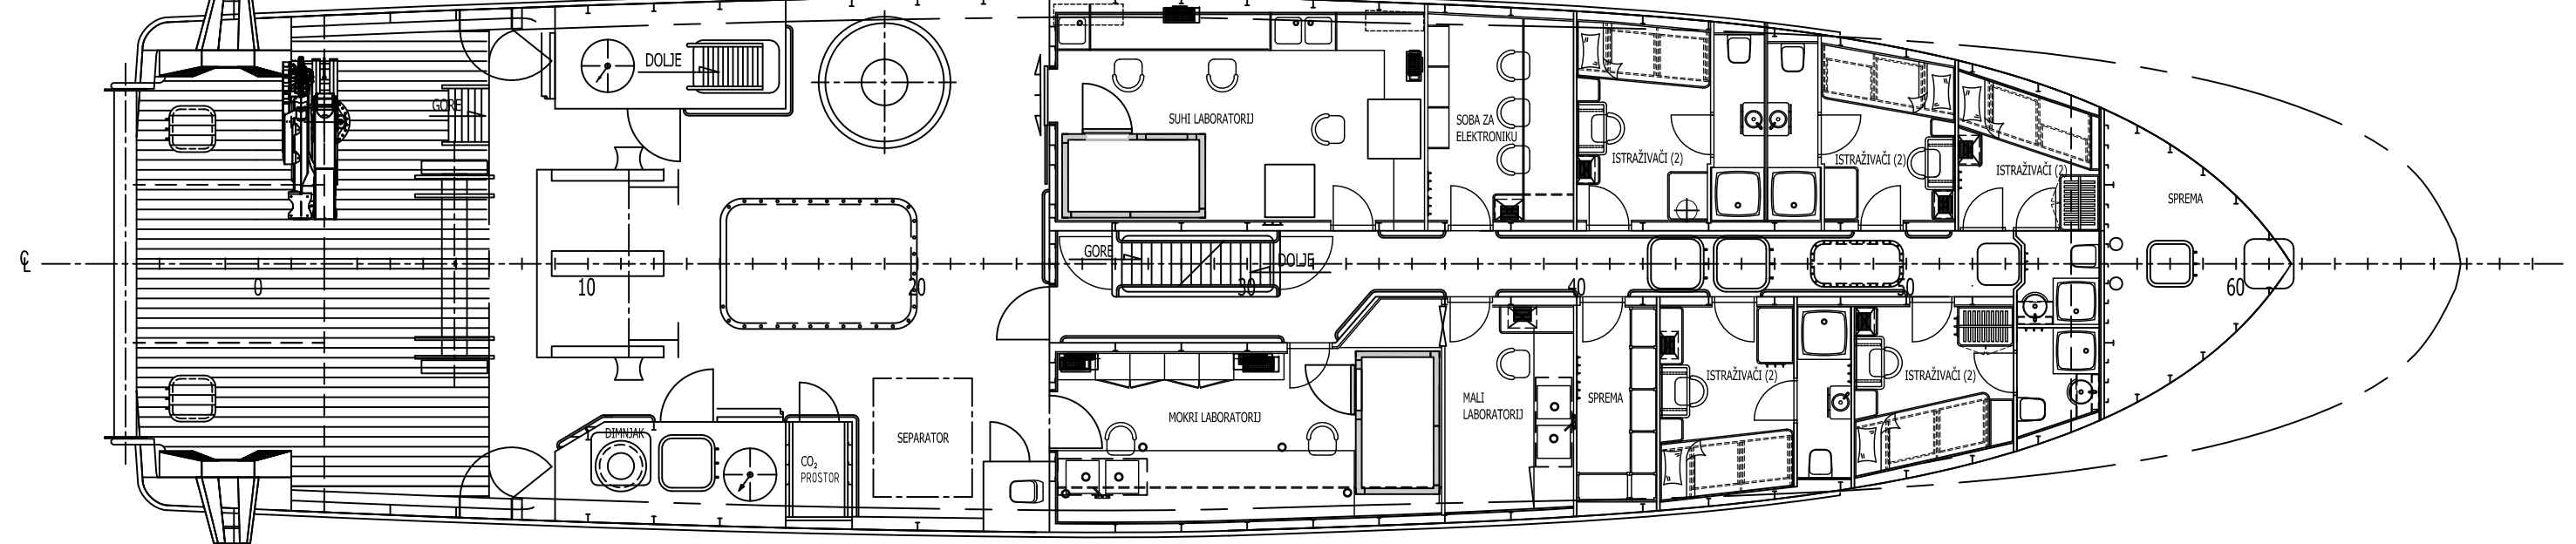 DOLJE
GORE
SUHI LABORATORIJ
SOBA ZA
ELEKTRONIKU
ISTRAŽIVAČI (2)
ISTRAŽIVAČI (2)
ISTRAŽIVAČI (2)
SPREMA
GORE
DOLJE
℄
0
10
20
30
40
50
60
DIMNJAK
CO₂
PROSTOR
SEPARATOR
MOKRI LABORATORIJ
MALI
LABORATORIJ
SPREMA
ISTRAŽIVAČI (2)
ISTRAŽIVAČI (2)